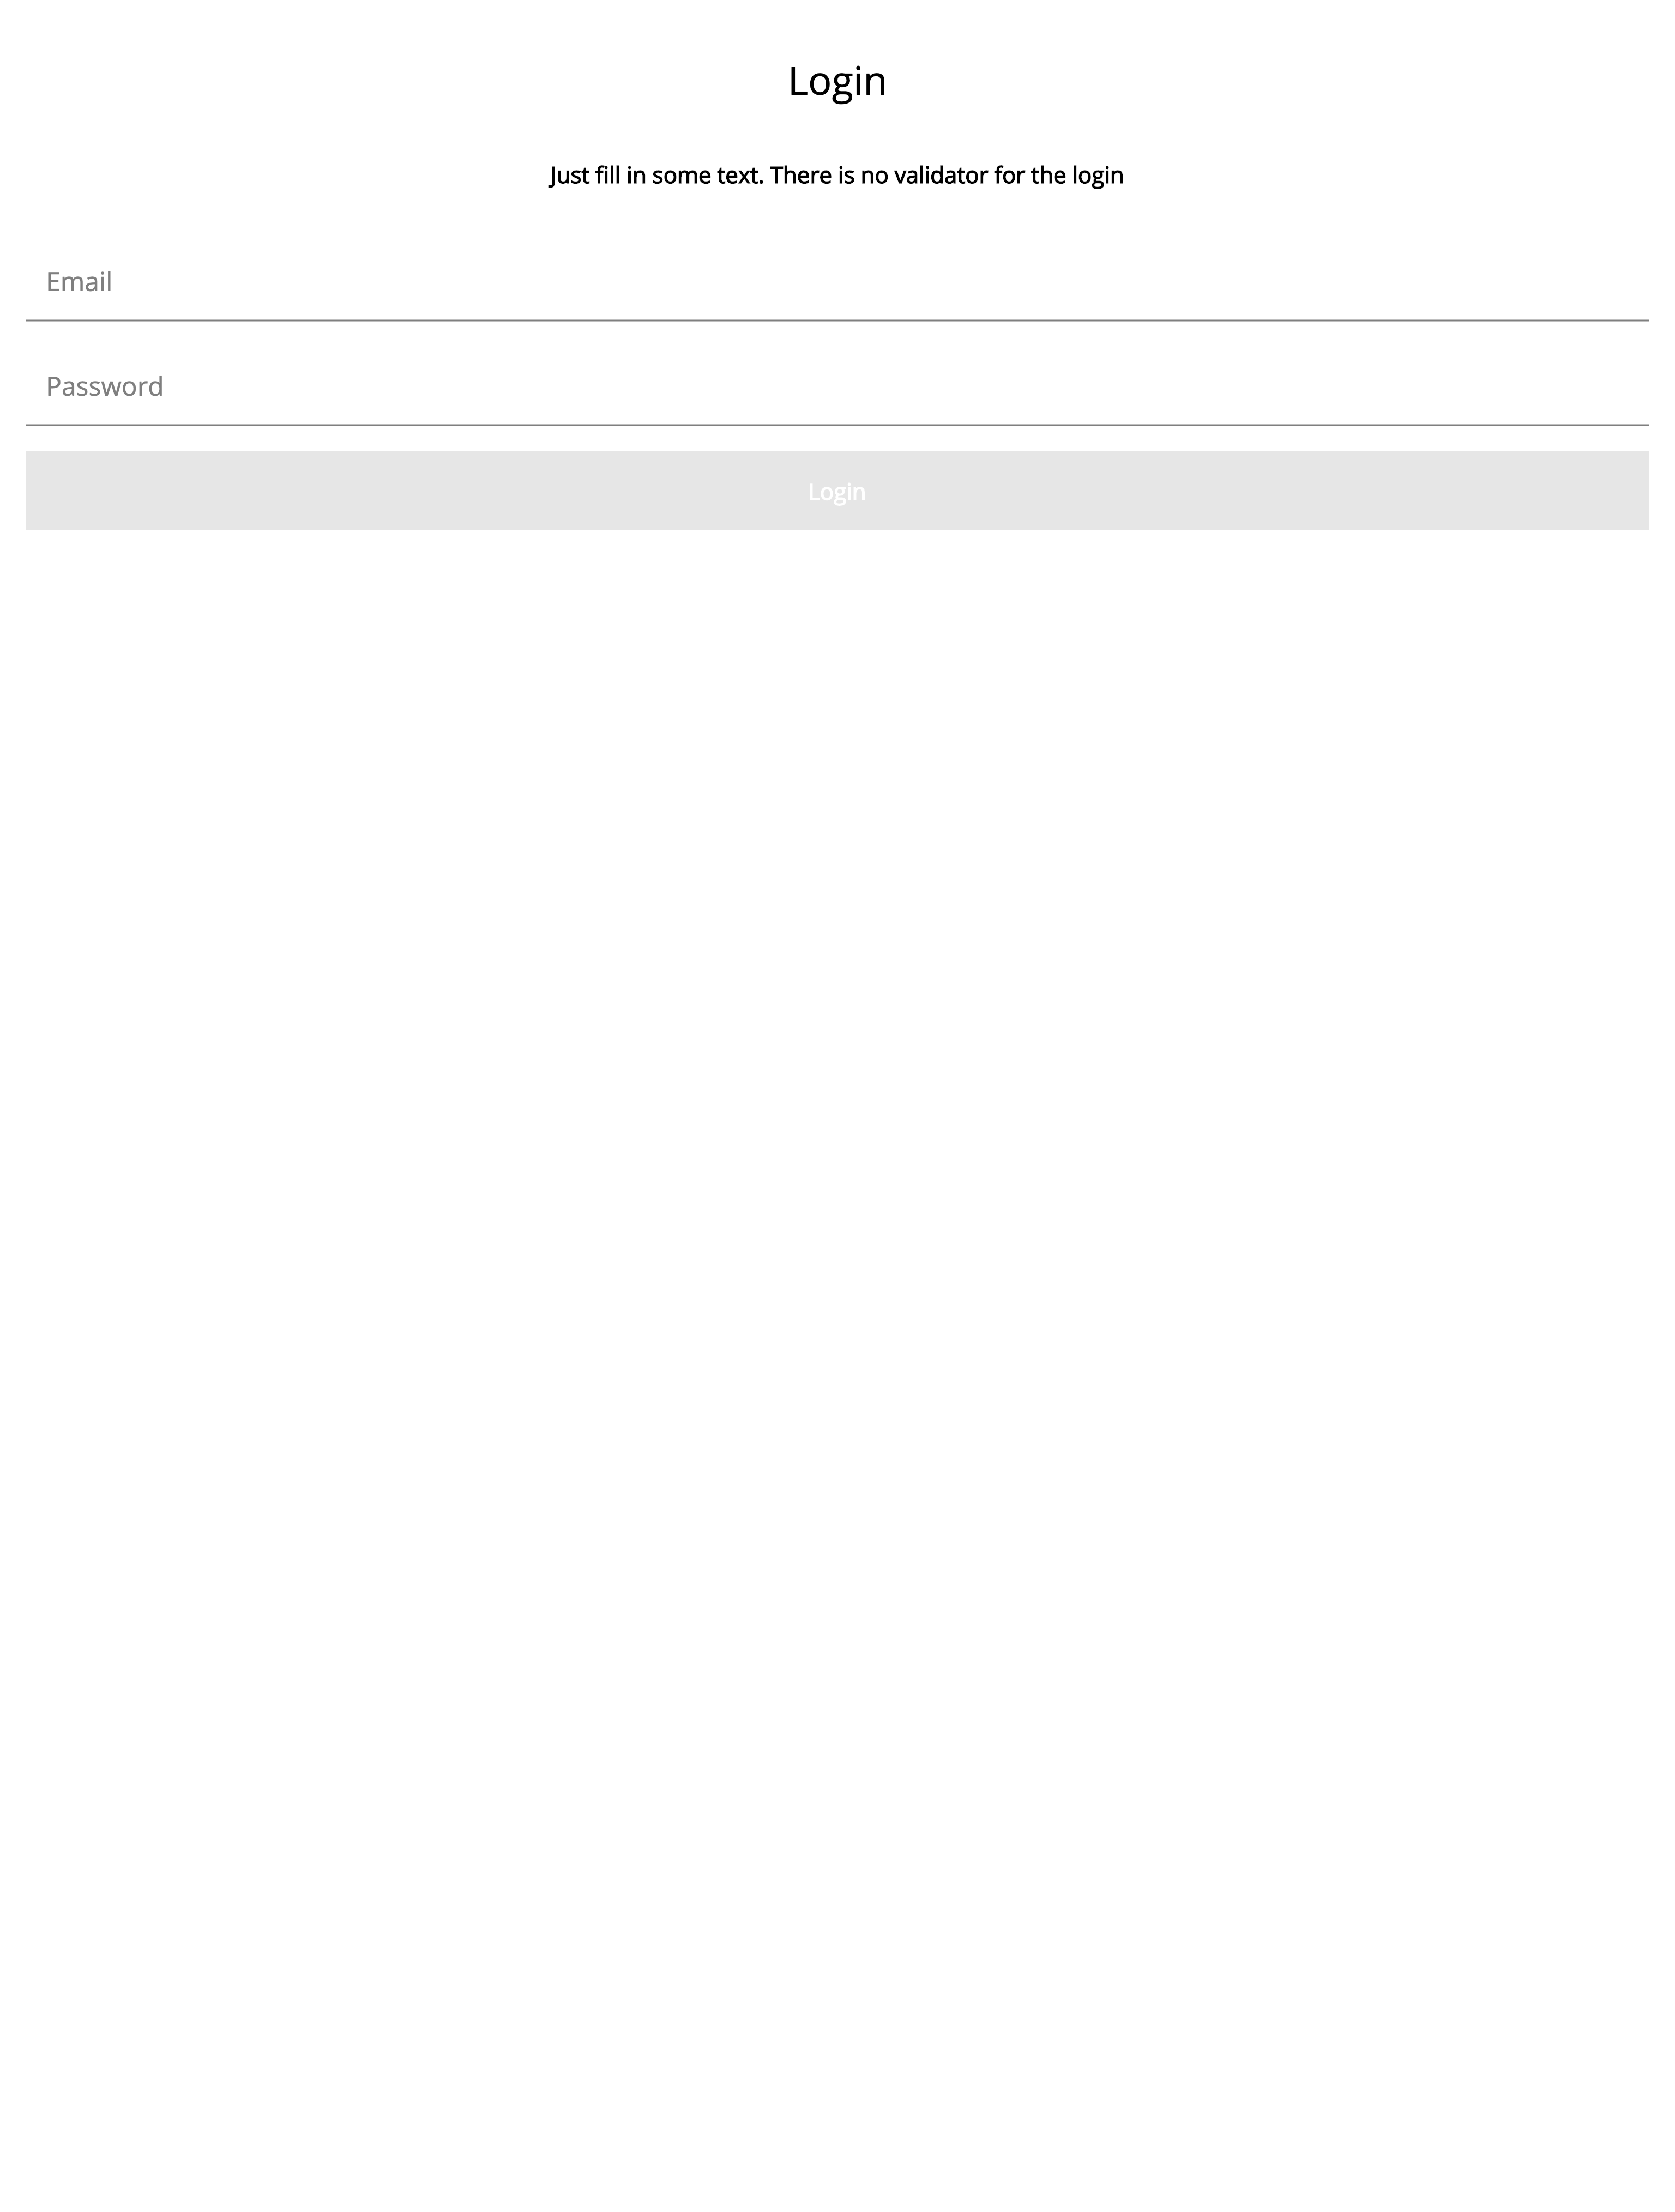 Login
Just fill in some text. There is no validator for the login
Email
Password
Login